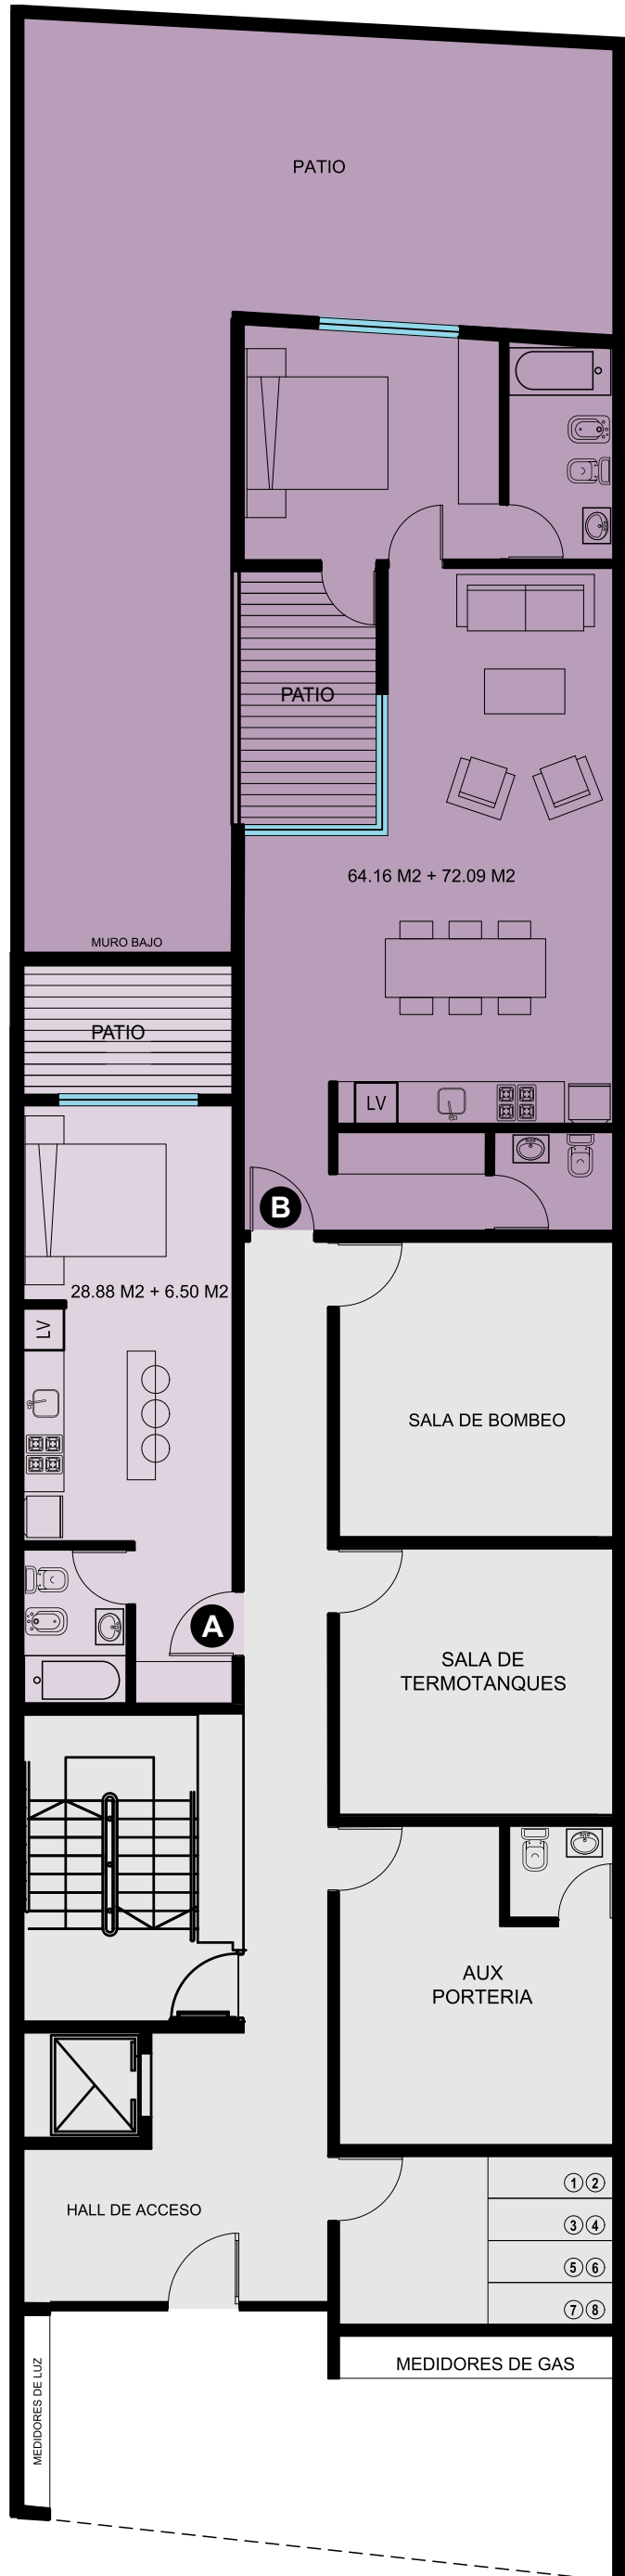 PATIO
PATIO
64.16 M2 + 72.09 M2
MURO BAJO
PATIO
LV
B
28.88 M2 + 6.50 M2
LV
SALA DE BOMBEO
A
SALA DE
TERMOTANQUES
AUX
PORTERIA
HALL DE ACCESO
1 2
3 4
5 6
7 8
MEDIDORES DE GAS
MEDIDORES DE LUZ